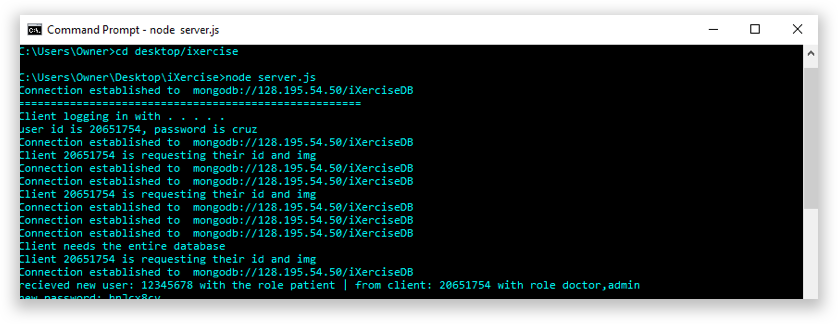 Command Prompt - node server.js
C:\Users\Owner>cd desktop/ixercise
C:\Users\Owner\Desktop\iXercise>node server.js
Connection established to  mongodb://128.195.54.50/iXerciseDB
====================================================
Client logging in with . . . . .
user id is 20651754, password is cruz
Connection established to  mongodb://128.195.54.50/iXerciseDB
Client 20651754 is requesting their id and img
Connection established to  mongodb://128.195.54.50/iXerciseDB
Connection established to  mongodb://128.195.54.50/iXerciseDB
Client 20651754 is requesting their id and img
Connection established to  mongodb://128.195.54.50/iXerciseDB
Connection established to  mongodb://128.195.54.50/iXerciseDB
Connection established to  mongodb://128.195.54.50/iXerciseDB
Client needs the entire database
Client 20651754 is requesting their id and img
Connection established to  mongodb://128.195.54.50/iXerciseDB
recieved new user: 12345678 with the role patient | from client: 20651754 with role doctor,admin
new password: